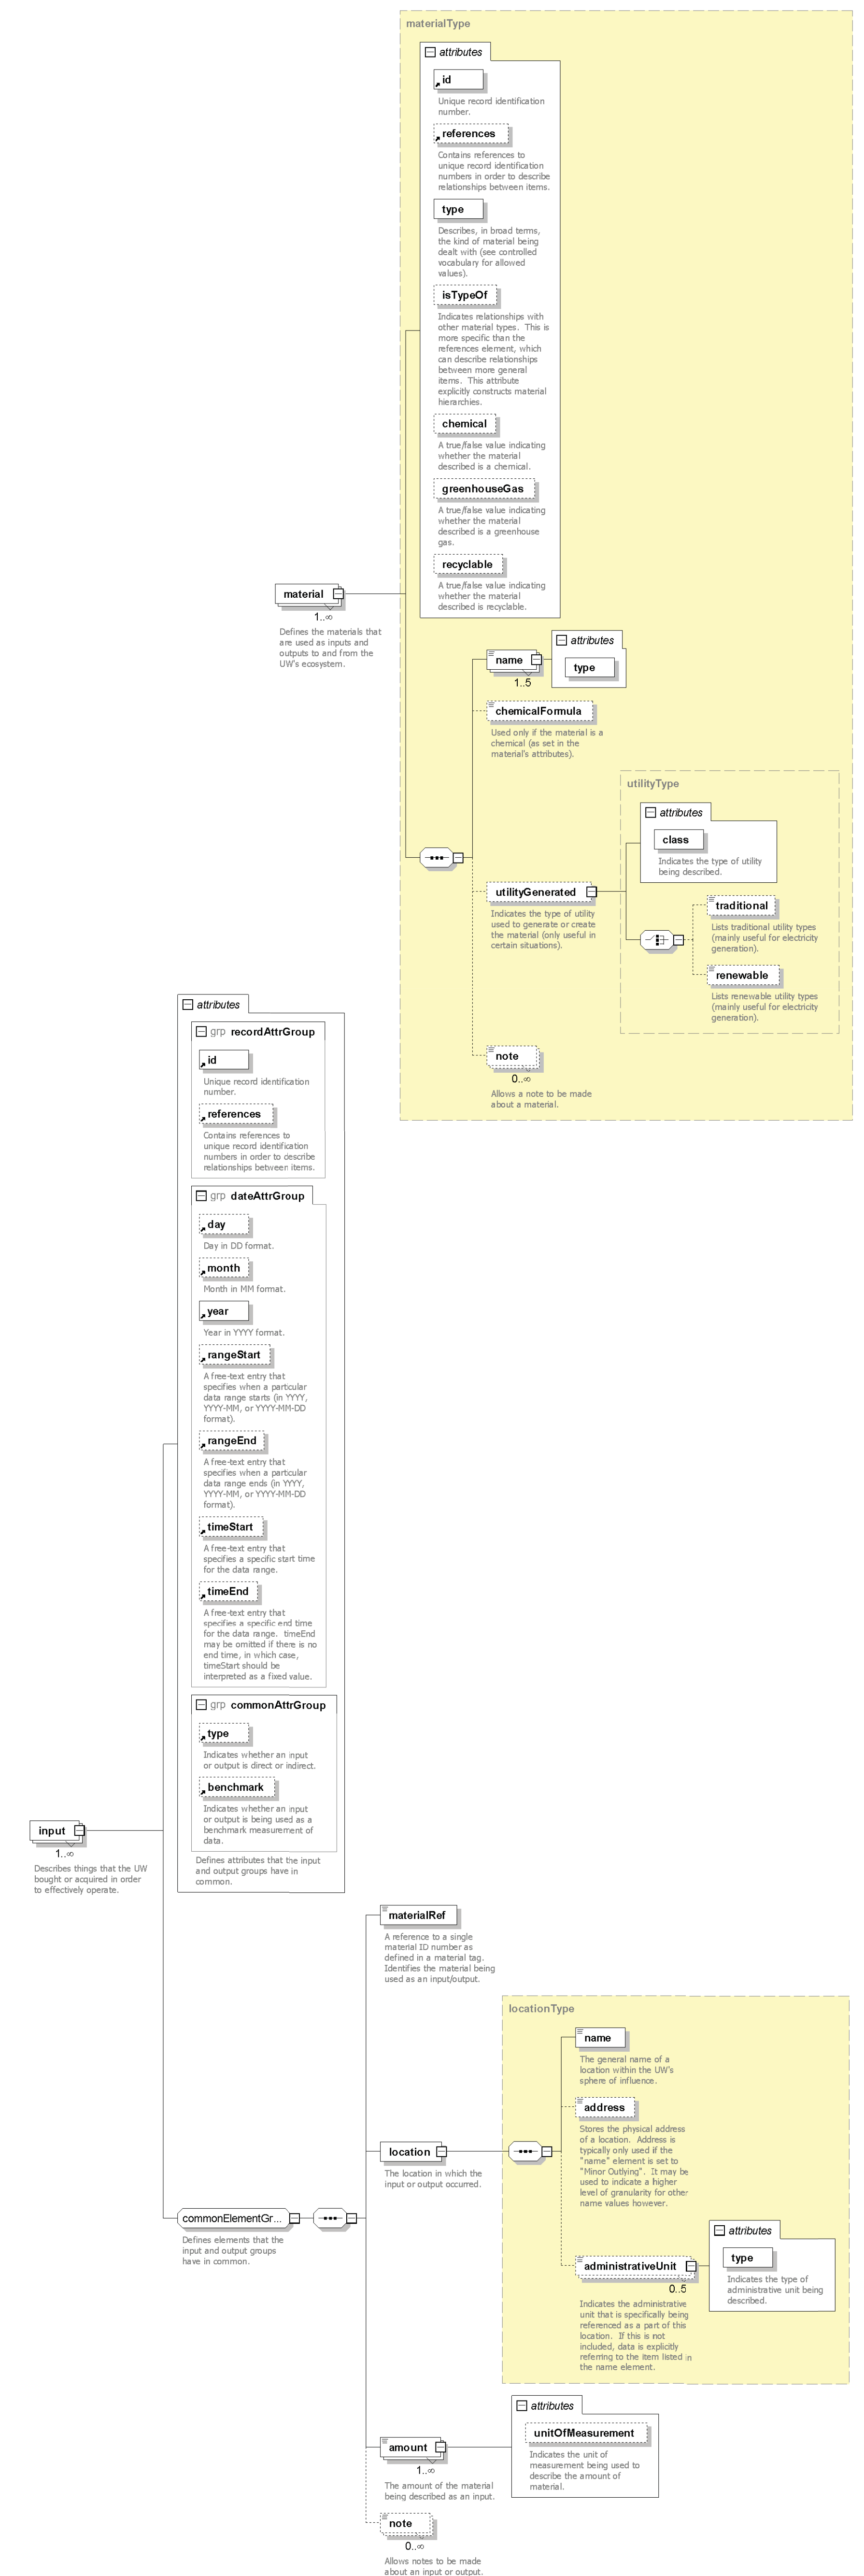 materialType
attributes
id
Unique record identification
number.
references
Contains references to
unique record identification
numbers in order to describe
relationships between items.
type
Describes, in broad terms,
the kind of material being
dealt with (see controlled
vocabulary for allowed
values).
isTypeOf
Indicates relationships with
other material types. This is
more specific than the
references element, which
can describe relationships
between more general
items. This attribute
explicitly constructs material
hierarchies.
chemical
A true/false value indicating
whether the material
described is a chemical.
greenhouseGas
A true/false value indicating
whether the material
described is a greenhouse
gas.
recyclable
A true/false value indicating
whether the material
described is recyclable.
material
1..∞
Defines the materials that
are used as inputs and
outputs to and from the
UW's ecosystem.
name
1..5
attributes
type
chemicalFormula
Used only if the material is a
chemical (as set in the
material's attributes).
utilityType
attributes
class
Indicates the type of utility
being described.
utilityGenerated
Indicates the type of utility
used to generate or create
the material (only useful in
certain situations).
traditional
Lists traditional utility types
(mainly useful for electricity
generation).
renewable
Lists renewable utility types
(mainly useful for electricity
generation).
note
0..∞
Allows a note to be made
about a material.
attributes
grp recordAttrGroup
id
Unique record identification
number.
references
Contains references to
unique record identification
numbers in order to describe
relationships between items.
grp dateAttrGroup
day
Day in DD format.
month
Month in MM format.
year
Year in YYYY format.
rangeStart
A free-text entry that
specifies when a particular
data range starts (in YYYY,
YYYY-MM, or YYYY-MM-DD
format).
rangeEnd
A free-text entry that
specifies when a particular
data range ends (in YYYY,
YYYY-MM, or YYYY-MM-DD
format).
timeStart
A free-text entry that
specifies a specific start time
for the data range.
timeEnd
A free-text entry that
specifies a specific end time
for the data range. timeEnd
may be omitted if there is no
end time, in which case,
timeStart should be
interpreted as a fixed value.
grp commonAttrGroup
type
Indicates whether an input
or output is direct or indirect.
benchmark
Indicates whether an input
or output is being used as a
benchmark measurement of
data.
Defines attributes that the input
and output groups have in
common.
input
1..∞
Describes things that the UW
bought or acquired in order
to effectively operate.
materialRef
A reference to a single
material ID number as
defined in a material tag.
Identifies the material being
used as an input/output.
locationType
name
The general name of a
location within the UW's
sphere of influence.
address
Stores the physical address
of a location. Address is
typically only used if the
"name" element is set to
"Minor Outlying". It may be
used to indicate a higher
level of granularity for other
name values however.
location
The location in which the
input or output occurred.
commonElementGr...
Defines elements that the
input and output groups
have in common.
administrativeUnit
0..5
Indicates the administrative
unit that is specifically being
referenced as a part of this
location. If this is not
included, data is explicitly
referring to the item listed in
the name element.
attributes
type
Indicates the type of
administrative unit being
described.
amount
1..∞
The amount of the material
being described as an input.
attributes
unitOfMeasurement
Indicates the unit of
measurement being used to
describe the amount of
material.
note
0..∞
Allows notes to be made
about an input or output.